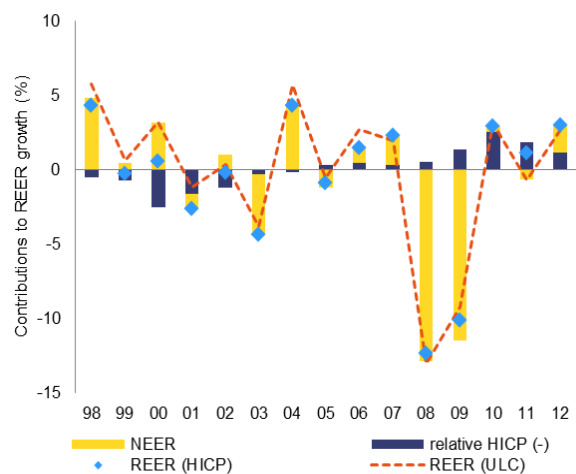 Contributions to REER growth (%)
10
5
0
-5
-10
-15
98 99 00 01 02 03 04 05 06 07 08 09 10 11 12
NEER relative HICP (-)
REER (HICP) REER (ULC)